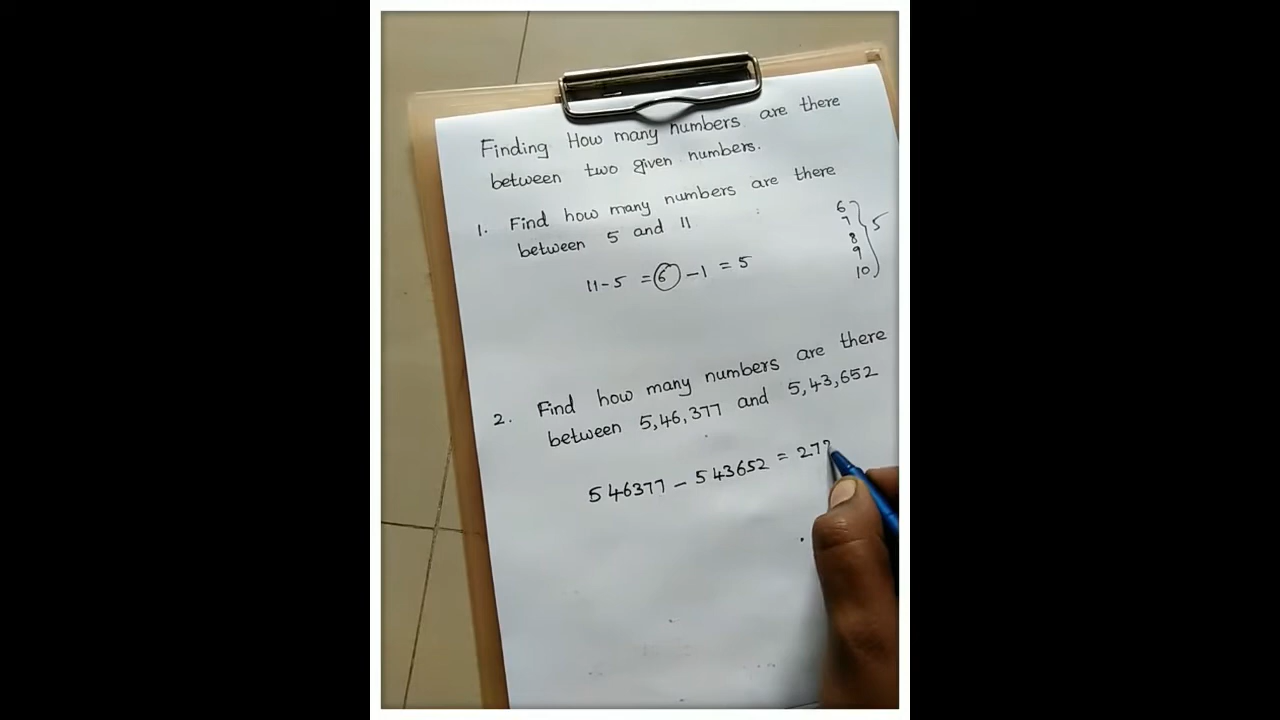 Finding How many numbers are there
between two given numbers.
1. Find how many numbers are there
between 5 and 11
11-5 = 6 -1 = 5
6
7
8
9
10
5
2. Find how many numbers are there
between 5,46,377 and 5,43,652
546377 - 543652 = 272